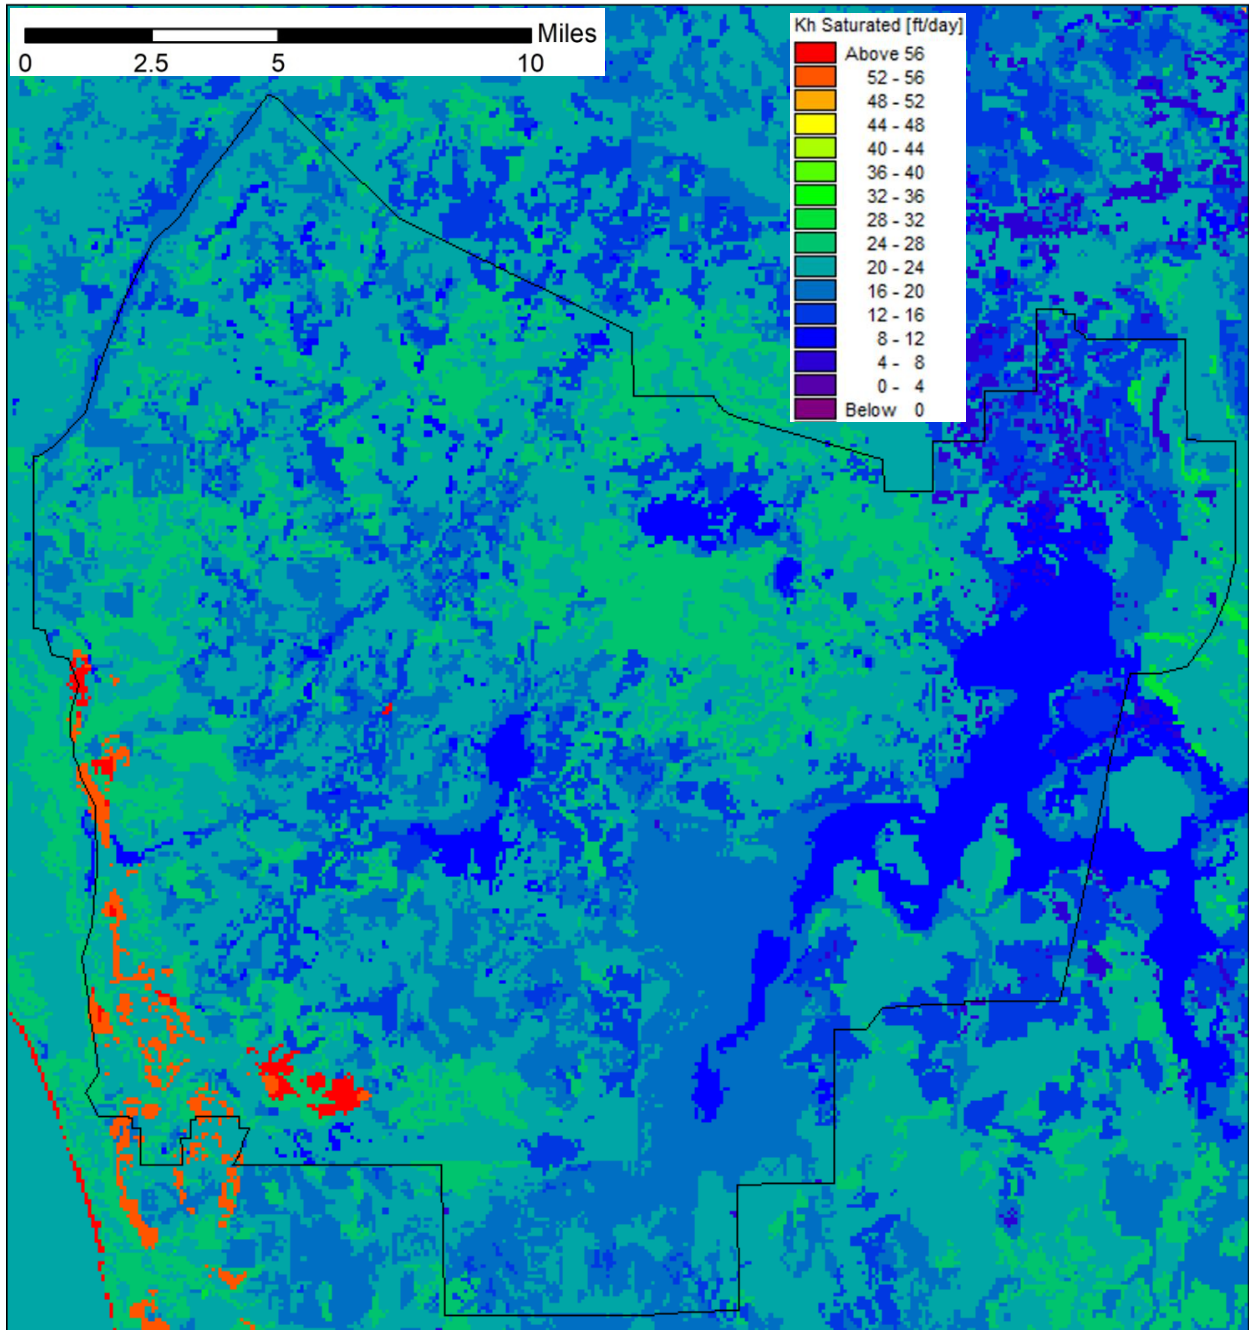 Miles
0 2.5 5 10
Kh Saturated [ft/day]
Above 56
52 - 56
48 - 52
44 - 48
40 - 44
36 - 40
32 - 36
28 - 32
24 - 28
20 - 24
16 - 20
12 - 16
8 - 12
4 - 8
0 - 4
Below 0